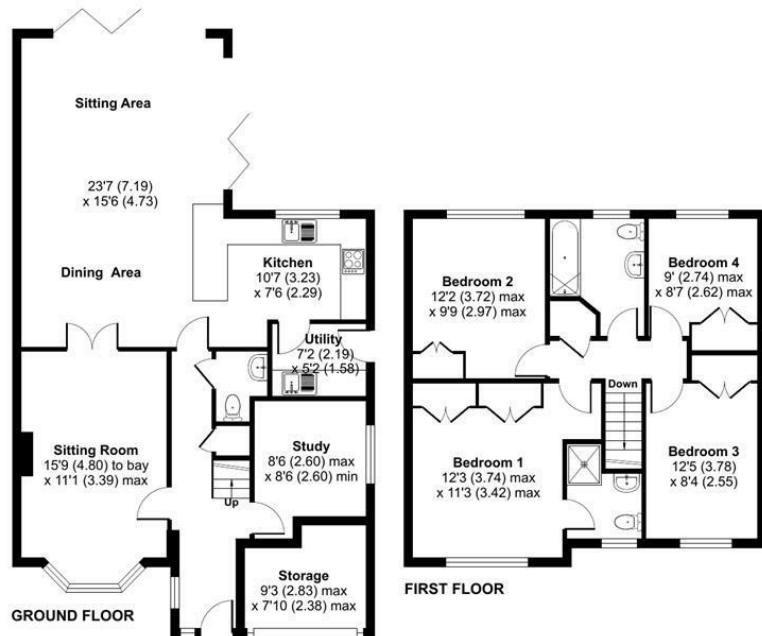 Sitting Area
23'7 (7.19)
x 15'6 (4.73)
Dining Area
Kitchen
10'7 (3.23)
x 7'6 (2.29)
Utility
7'2 (2.19)
x 5'2 (1.58)
Sitting Room
15'9 (4.80) to bay
x 11'1 (3.39) max
Study
8'6 (2.60) max
x 8'6 (2.60) min
Up
Storage
9'3 (2.83) max
x 7'10 (2.38) max
GROUND FLOOR
Bedroom 2
12'2 (3.72) max
x 9'9 (2.97) max
Bedroom 4
9' (2.74) max
x 8'7 (2.62) max
Down
Bedroom 1
12'3 (3.74) max
x 11'3 (3.42) max
Bedroom 3
12'5 (3.78)
x 8'4 (2.55)
FIRST FLOOR